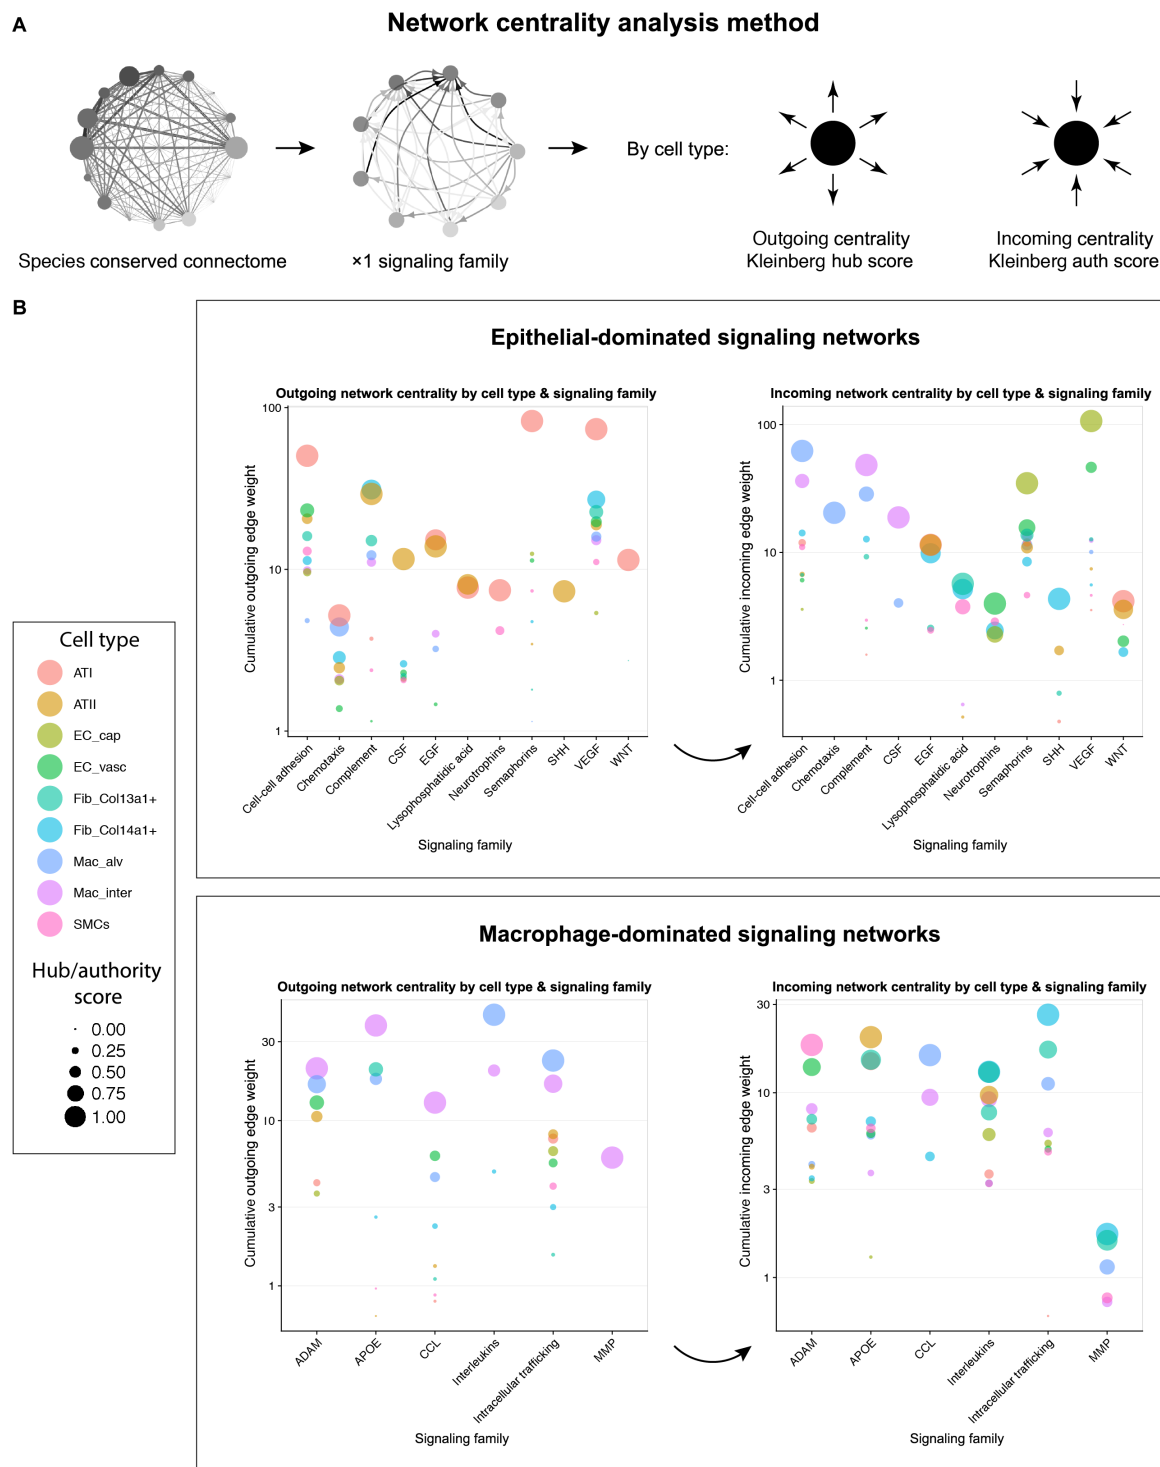 A
Network centrality analysis method
By cell type:
Species conserved connectome
×1 signaling family
Outgoing centrality
Kleinberg hub score
Incoming centrality
Kleinberg auth score
B
Epithelial-dominated signaling networks
Outgoing network centrality by cell type & signaling family
Cumulative outgoing edge weight
100
10
1
Cell-cell adhesion
Chemotaxis
Complement
CSF
EGF
Lysophosphatidic acid
Neurotrophins
Semaphorins
SHH
VEGF
WNT
Signaling family
Incoming network centrality by cell type & signaling family
Cumulative incoming edge weight
100
10
1
Cell-cell adhesion
Chemotaxis
Complement
CSF
EGF
Lysophosphatidic acid
Neurotrophins
Semaphorins
SHH
VEGF
WNT
Signaling family
Cell type
ATI
ATII
EC_cap
EC_vasc
Fib_Col13a1+
Fib_Col14a1+
Mac_alv
Mac_inter
SMCs
Hub/authority
score
0.00
0.25
0.50
0.75
1.00
Macrophage-dominated signaling networks
Outgoing network centrality by cell type & signaling family
Cumulative outgoing edge weight
30
10
3
1
ADAM
APOE
CCL
Interleukins
Intracellular trafficking
MMP
Signaling family
Incoming network centrality by cell type & signaling family
Cumulative incoming edge weight
30
10
3
1
ADAM
APOE
CCL
Interleukins
Intracellular trafficking
MMP
Signaling family